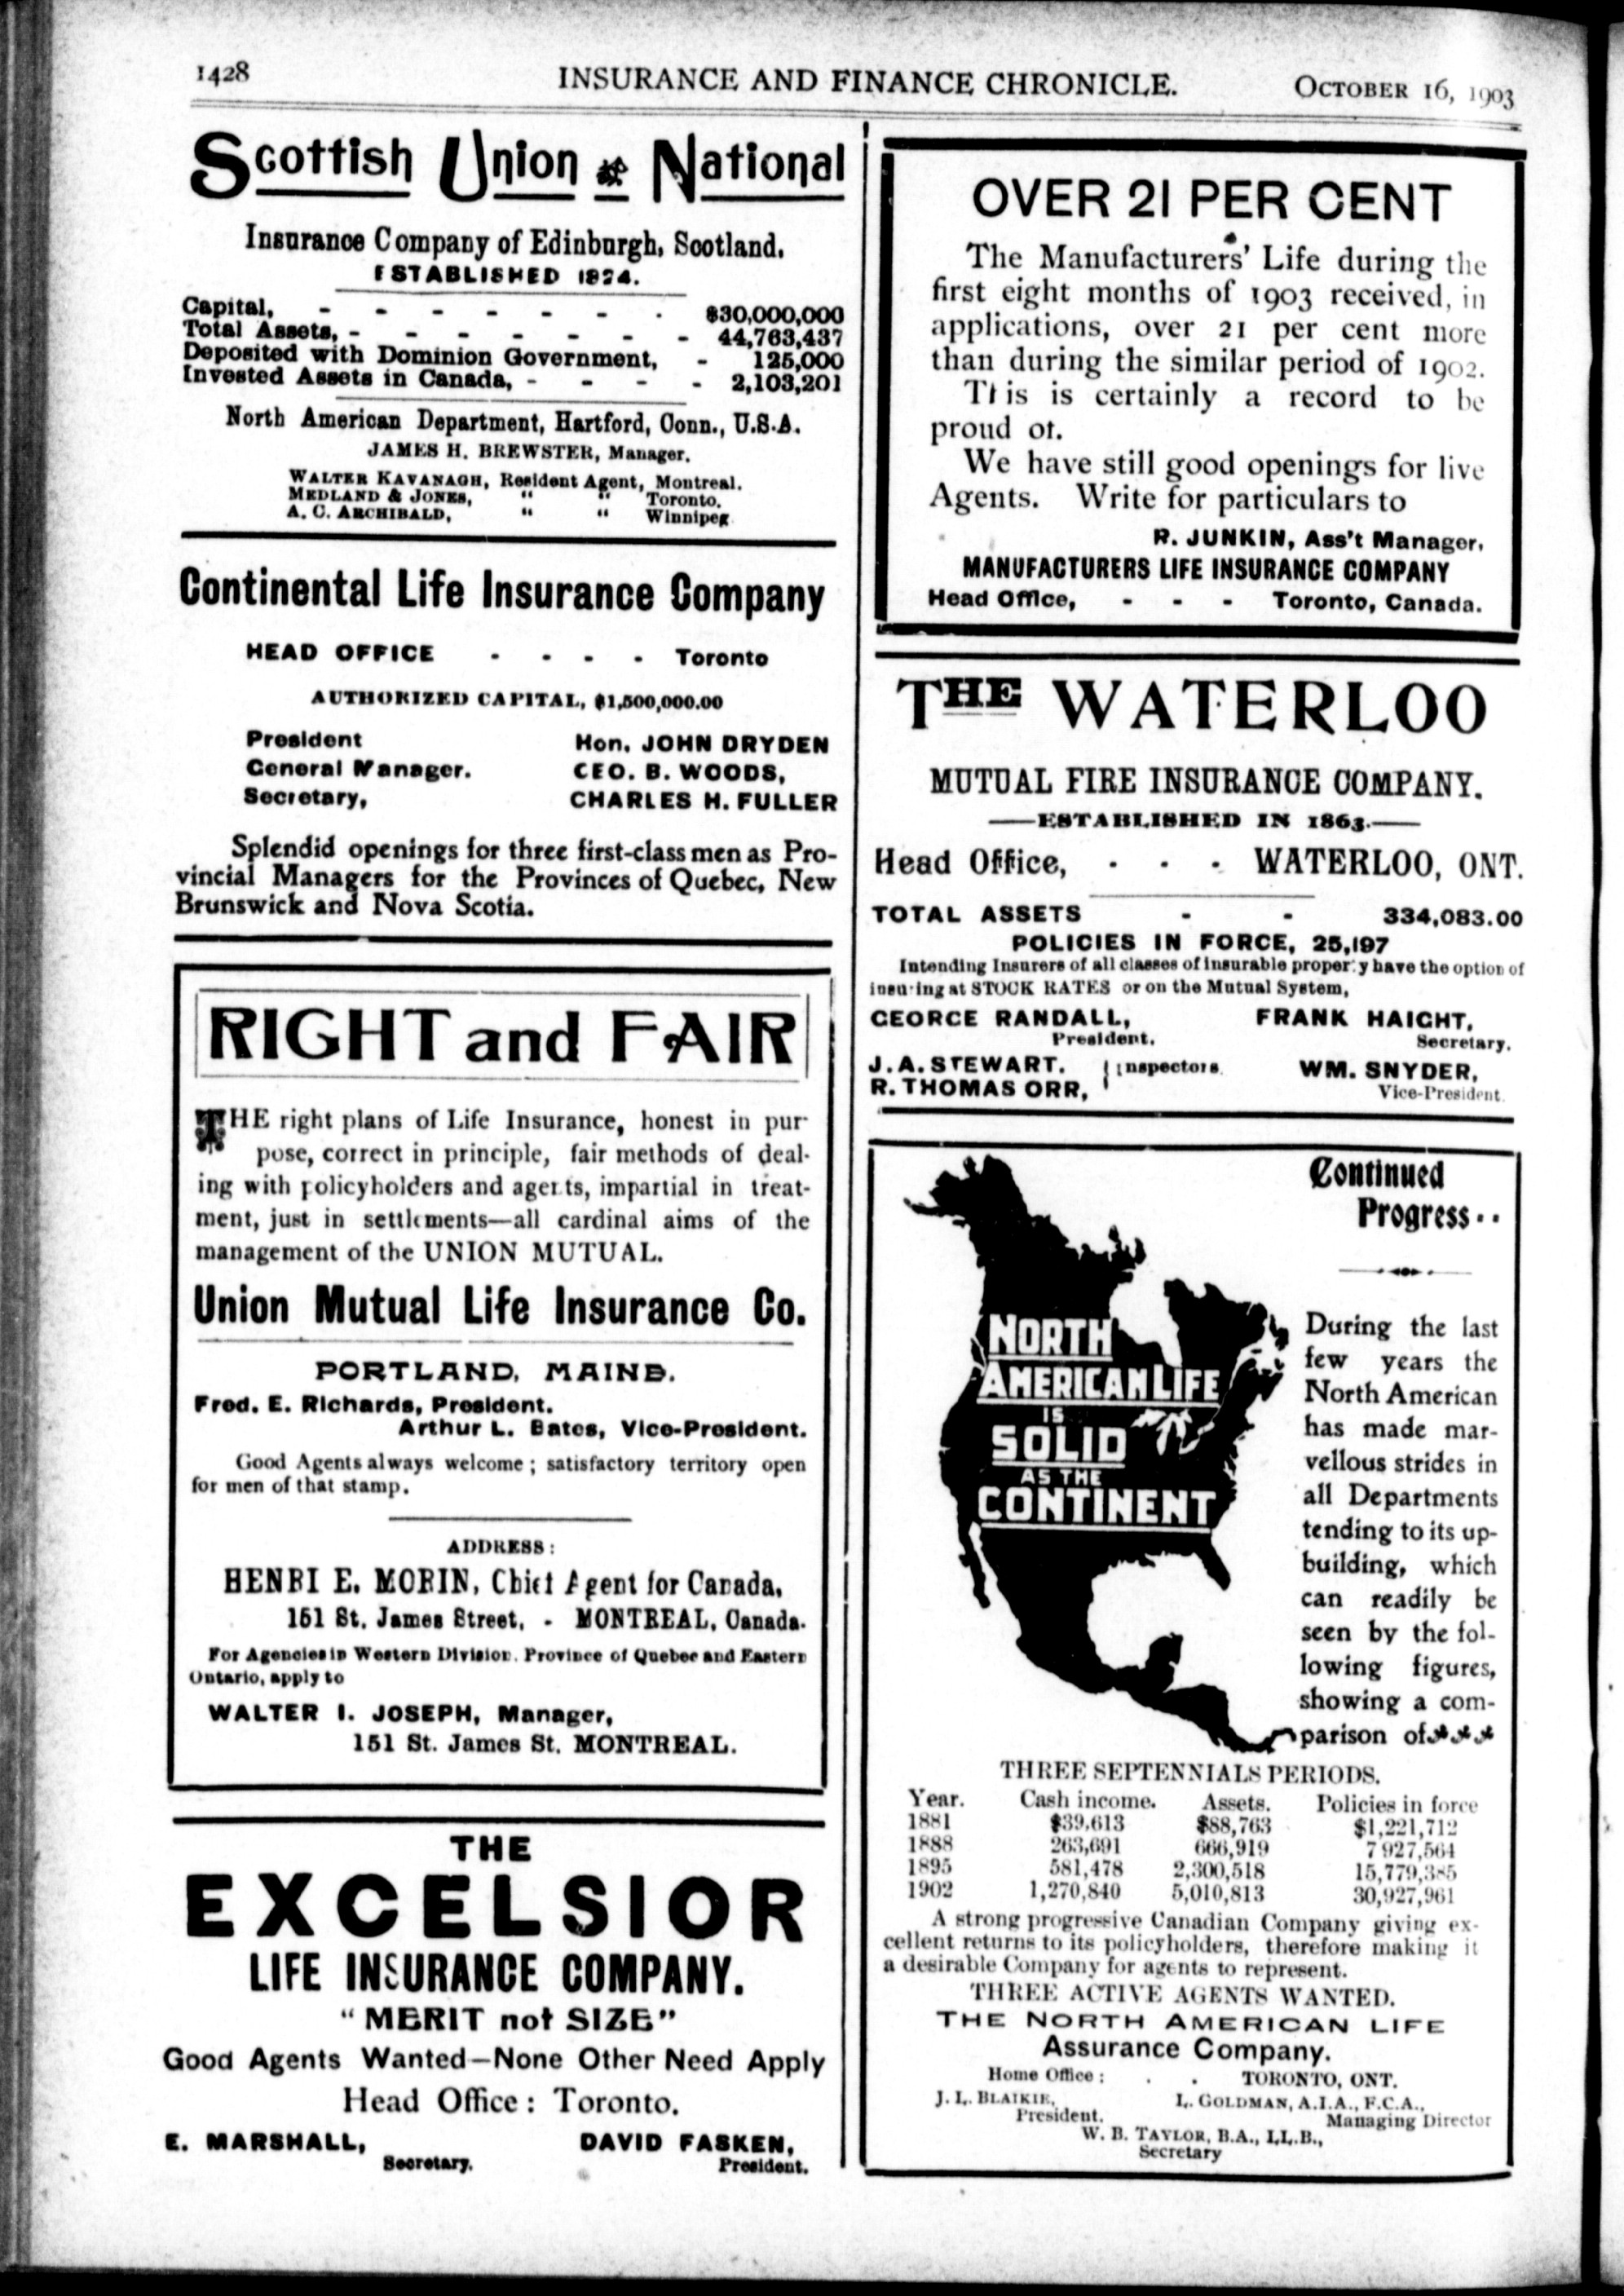 1428
INSURANCE AND FINANCE CHRONICLE.
OCTOBER 16, 1903
Scottish Union & National
Insurance Company of Edinburgh, Scotland.
ESTABLISHED 1824.
Capital, - - - - - - - $30,000,000
Total Assets, - - - - - - - 44,763,437
Deposited with Dominion Government, - 125,000
Invested Assets in Canada, - - - - 2,103,201
North American Department, Hartford, Conn., U.S.A.
JAMES H. BREWSTER, Manager.
WALTER KAVANAGH, Resident Agent, Montreal.
MEDLAND & JONES, " " Toronto.
A. C. ARCHIBALD, " " Winnipeg
Continental Life Insurance Company
HEAD OFFICE - - - - Toronto
AUTHORIZED CAPITAL, $1,500,000.00
President Hon. JOHN DRYDEN
General Manager. GEO. B. WOODS,
Secretary, CHARLES H. FULLER
Splendid openings for three first-class men as Pro-
vincial Managers for the Provinces of Quebec, New
Brunswick and Nova Scotia.
RIGHT and FAIR
THE right plans of Life Insurance, honest in pur-
pose, correct in principle, fair methods of deal-
ing with policyholders and agents, impartial in treat-
ment, just in settlements—all cardinal aims of the
management of the UNION MUTUAL.
Union Mutual Life Insurance Co.
PORTLAND, MAINE.
Fred. E. Richards, President.
Arthur L. Bates, Vice-President.
Good Agents always welcome; satisfactory territory open
for men of that stamp.
ADDRESS:
HENRI E. MORIN, Chief Agent for Canada,
151 St. James Street, - MONTREAL, Canada.
For Agencies in Western Division, Province of Quebec and Eastern
Ontario, apply to
WALTER I. JOSEPH, Manager,
151 St. James St. MONTREAL.
THE
EXCELSIOR
LIFE INSURANCE COMPANY.
"MERIT not SIZE"
Good Agents Wanted—None Other Need Apply
Head Office: Toronto.
E. MARSHALL, DAVID FASKEN,
Secretary. President.
OVER 21 PER CENT
The Manufacturers' Life during the
first eight months of 1903 received, in
applications, over 21 per cent more
than during the similar period of 1902.
This is certainly a record to be
proud of.
We have still good openings for live
Agents. Write for particulars to
R. JUNKIN, Ass't Manager,
MANUFACTURERS LIFE INSURANCE COMPANY
Head Office, - - - Toronto, Canada.
THE WATERLOO
MUTUAL FIRE INSURANCE COMPANY.
—ESTABLISHED IN 1863.—
Head Office, - - - WATERLOO, ONT.
TOTAL ASSETS - - 334,083.00
POLICIES IN FORCE, 25,197
Intending Insurers of all classes of insurable property have the option of
insuring at STOCK RATES or on the Mutual System,
GEORGE RANDALL, FRANK HAIGHT,
President. Secretary.
J. A. STEWART. } Inspectors. WM. SNYDER,
R. THOMAS ORR, Vice-President.
Continued
Progress..
NORTH
AMERICAN LIFE
IS
SOLID
AS THE
CONTINENT
During the last
few years the
North American
has made mar-
vellous strides in
all Departments
tending to its up-
building, which
can readily be
seen by the fol-
lowing figures,
showing a com-
parison of
THREE SEPTENNIALS PERIODS.
Year. Cash income. Assets. Policies in force
1881 $39,613 $88,763 $1,221,712
1888 263,691 666,919 7 927,564
1895 581,478 2,300,518 15,779,385
1902 1,270,840 5,010,813 30,927,961
A strong progressive Canadian Company giving ex-
cellent returns to its policyholders, therefore making it
a desirable Company for agents to represent.
THREE ACTIVE AGENTS WANTED.
THE NORTH AMERICAN LIFE
Assurance Company.
Home Office: . . TORONTO, ONT.
J. L. BLAIKIE, L. GOLDMAN, A.I.A., F.C.A.,
President. Managing Director
W. B. TAYLOR, B.A., LL.B.,
Secretary